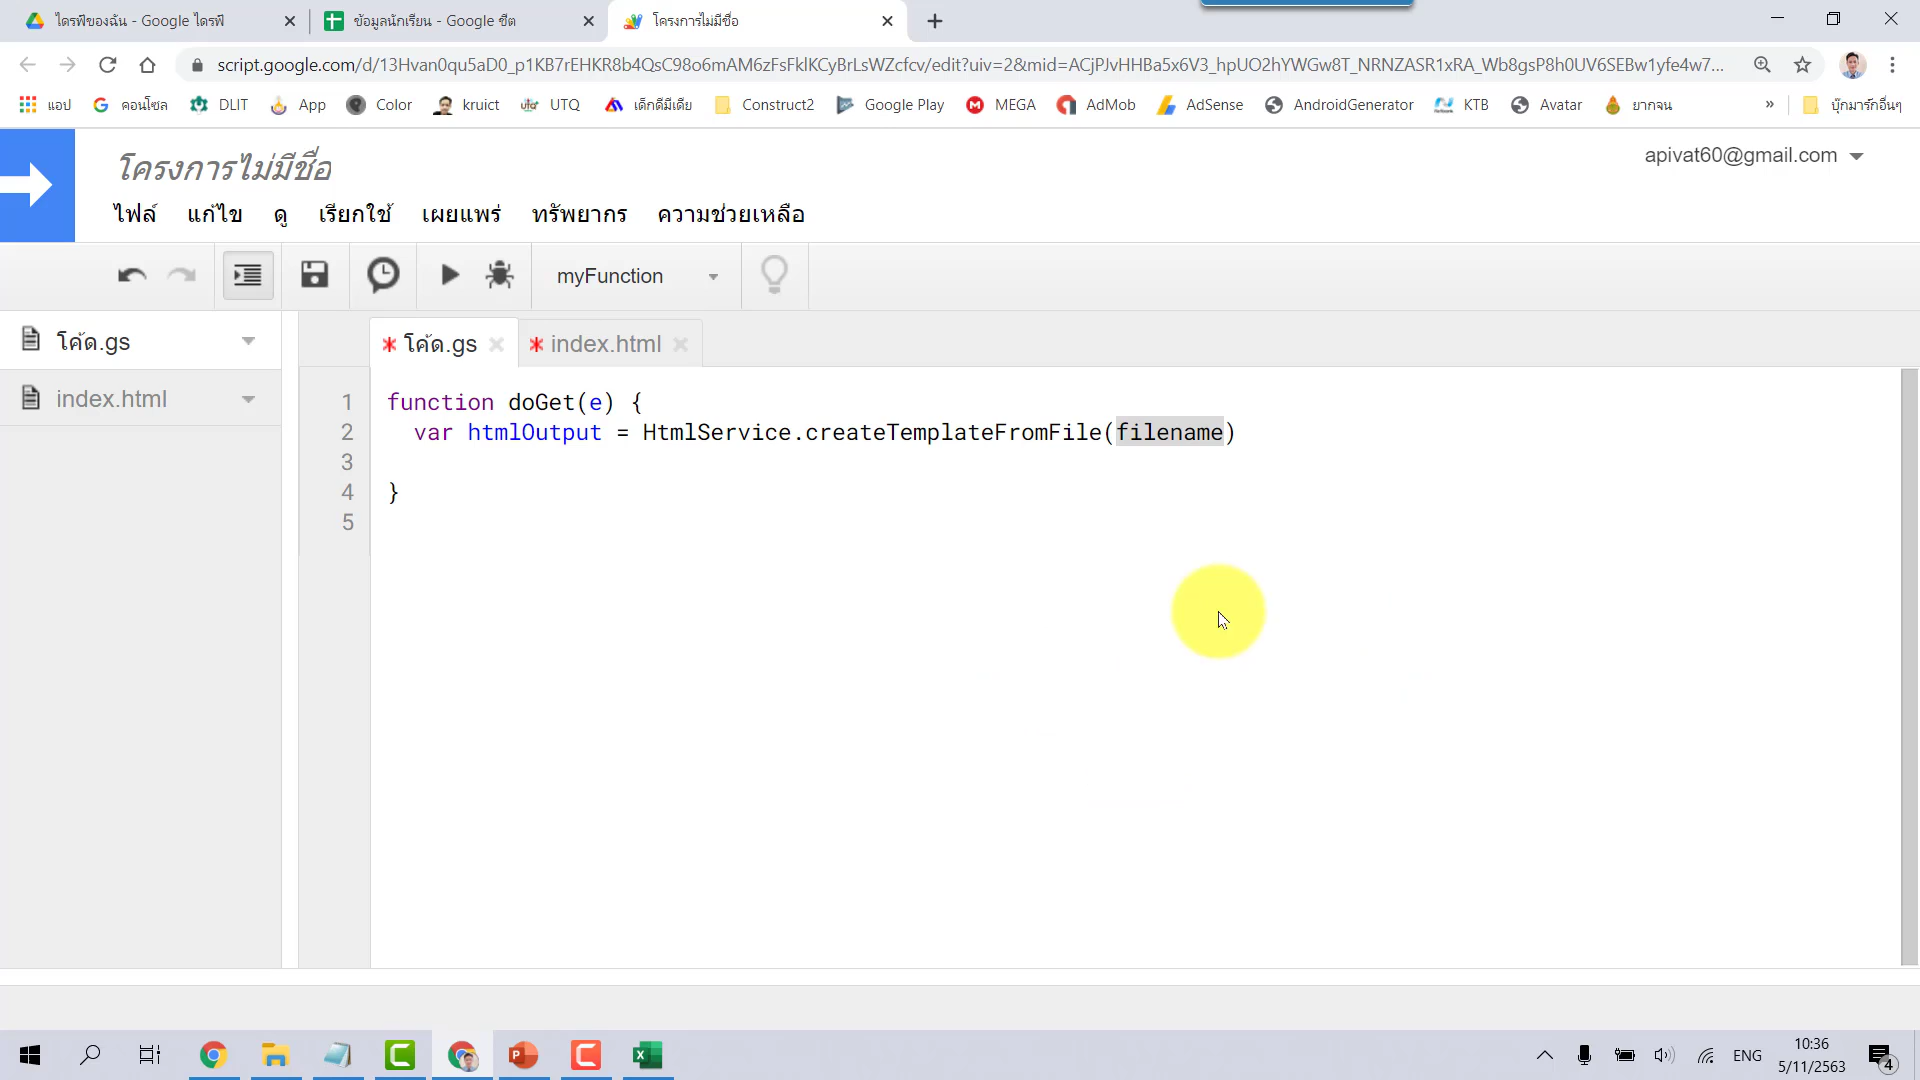 ไดรฟ์ของฉัน - Google ไดรฟ์
ข้อมูลนักเรียน - Google ชีต
โครงการไม่มีชื่อ
script.google.com/d/13Hvan0qu5aD0_p1KB7rEHKR8b4QsC98o6mAM6zFsFklKCyBrLsWZcfcv/edit?uiv=2&mid=ACjPJvHHBa5x6V3_hpUO2hYWGw8T_NRNZASR1xRA_Wb8gsP8h0UV6SEBw1yfe4w7...
แอป คอนโซล DLIT App Color kruict UTQ เด็กดีมีเดีย Construct2 Google Play MEGA AdMob AdSense AndroidGenerator KTB Avatar ยากจน » บุ๊กมาร์กอื่นๆ
โครงการไม่มีชื่อ
apivat60@gmail.com
ไฟล์ แก้ไข ดู เรียกใช้ เผยแพร่ ทรัพยากร ความช่วยเหลือ
myFunction
โค้ด.gs
index.html
* โค้ด.gs
* index.html
1 function doGet(e) {
2 var htmlOutput = HtmlService.createTemplateFromFile(filename)
3
4 }
5
ENG
10:36
5/11/2563
4